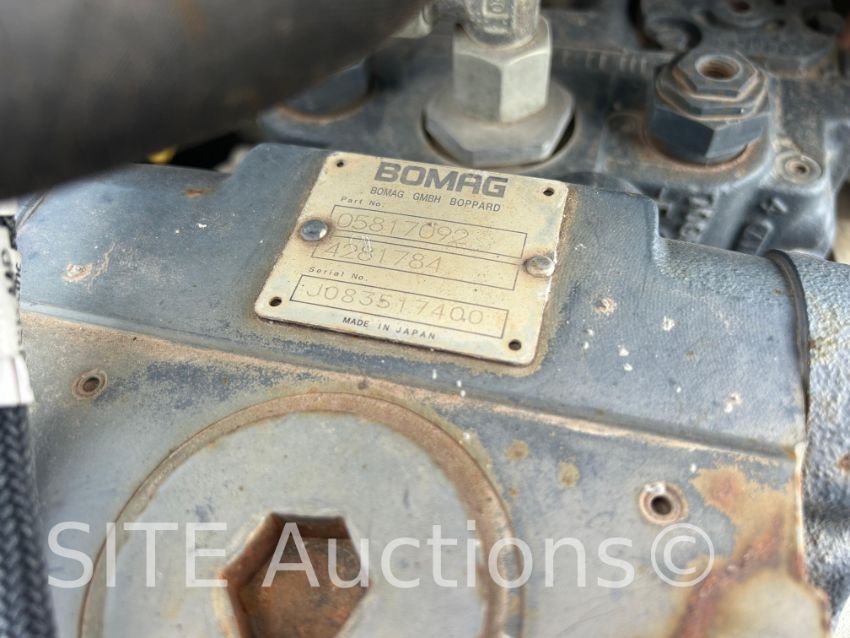 BOMAG
BOMAG GMBH BOPPARD
Part No.
05817092
4281784
Serial No.
J083517400
MADE IN JAPAN
SITE Auctions©